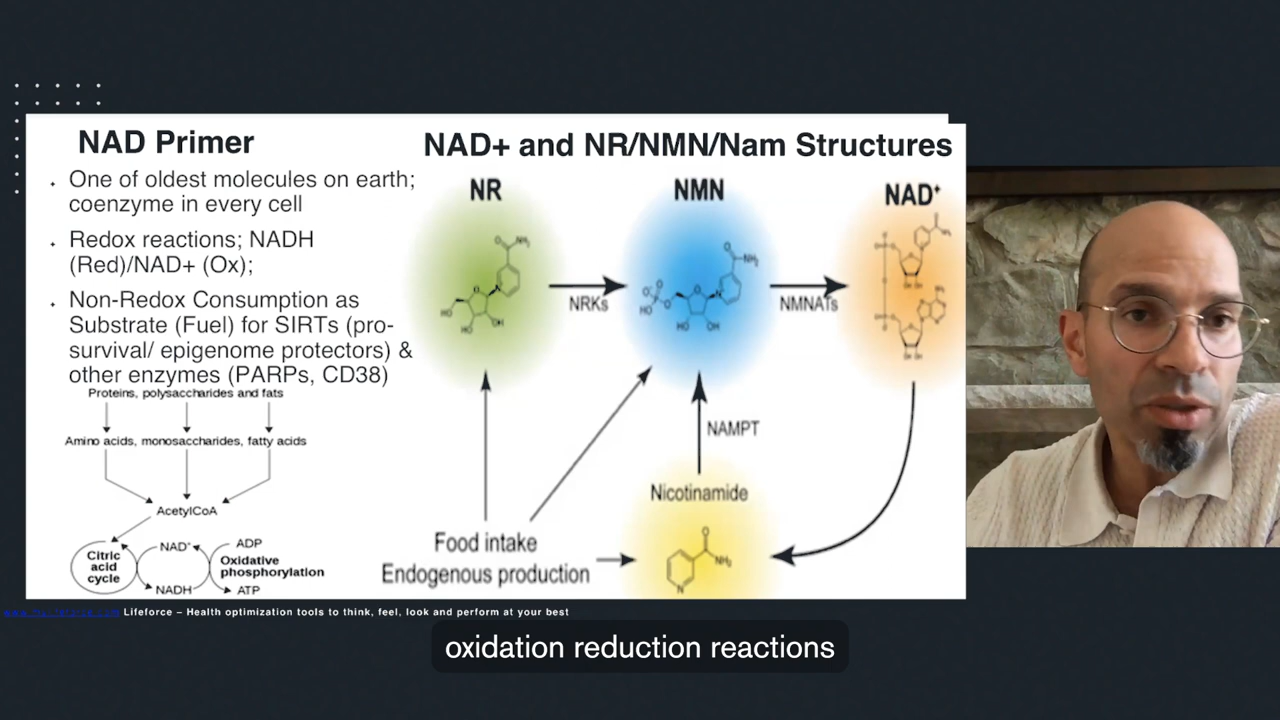 NAD Primer
One of oldest molecules on earth;
coenzyme in every cell
Redox reactions; NADH
(Red)/NAD+ (Ox);
Non-Redox Consumption as
Substrate (Fuel) for SIRTs (pro-
survival/ epigenome protectors) &
other enzymes (PARPs, CD38)
Proteins, polysaccharides and fats
Amino acids, monosaccharides, fatty acids
AcetylCoA
Citric
acid
cycle
NAD+
NADH
ADP
Oxidative
phosphorylation
ATP
NAD+ and NR/NMN/Nam Structures
NR
NMN
NAD+
NRKs
NMNATs
NAMPT
Nicotinamide
Food intake
Endogenous production
Lifeforce – Health optimization tools to think, feel, look and perform at your best
oxidation reduction reactions